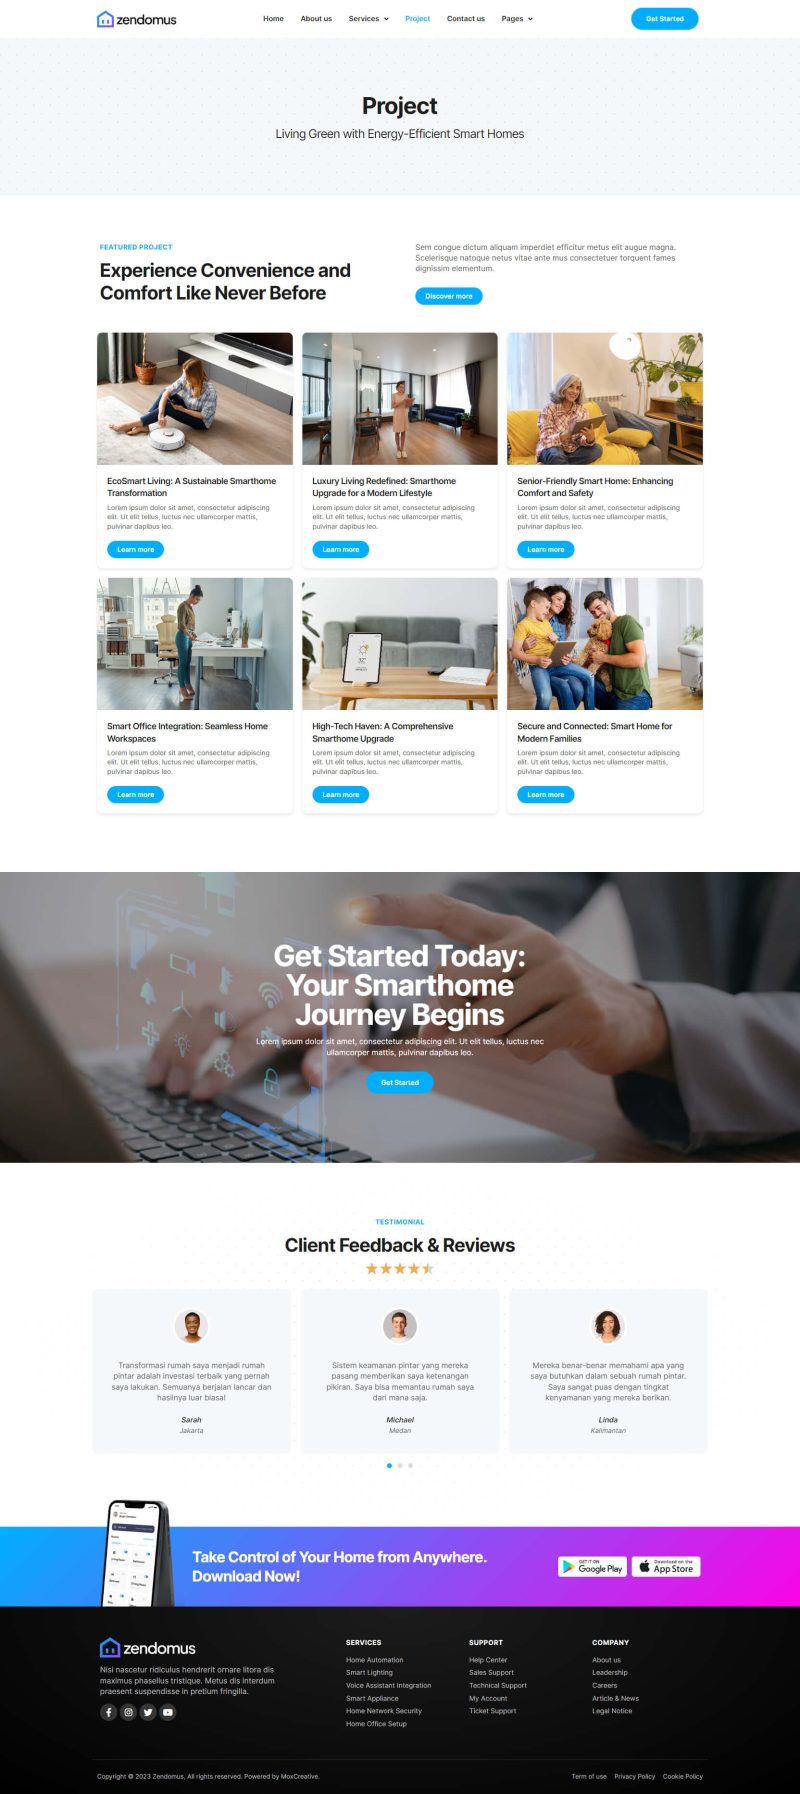 zendomus
Home About us Services Project Contact us Pages
Get Started
Project
Living Green with Energy-Efficient Smart Homes
FEATURED PROJECT
Experience Convenience and
Comfort Like Never Before
Sem congue dictum aliquam imperdiet efficitur metus elit augue magna.
Scelerisque natoque netus vitae ante mus consectetuer torquent fames
dignissim elementum.
Discover more
EcoSmart Living: A Sustainable Smarthome
Transformation
Lorem ipsum dolor sit amet, consectetur adipiscing
elit. Ut elit tellus, luctus nec ullamcorper mattis,
pulvinar dapibus leo.
Learn more
Luxury Living Redefined: Smarthome
Upgrade for a Modern Lifestyle
Lorem ipsum dolor sit amet, consectetur adipiscing
elit. Ut elit tellus, luctus nec ullamcorper mattis,
pulvinar dapibus leo.
Learn more
Senior-Friendly Smart Home: Enhancing
Comfort and Safety
Lorem ipsum dolor sit amet, consectetur adipiscing
elit. Ut elit tellus, luctus nec ullamcorper mattis,
pulvinar dapibus leo.
Learn more
Smart Office Integration: Seamless Home
Workspaces
Lorem ipsum dolor sit amet, consectetur adipiscing
elit. Ut elit tellus, luctus nec ullamcorper mattis,
pulvinar dapibus leo.
Learn more
High-Tech Haven: A Comprehensive
Smarthome Upgrade
Lorem ipsum dolor sit amet, consectetur adipiscing
elit. Ut elit tellus, luctus nec ullamcorper mattis,
pulvinar dapibus leo.
Learn more
Secure and Connected: Smart Home for
Modern Families
Lorem ipsum dolor sit amet, consectetur adipiscing
elit. Ut elit tellus, luctus nec ullamcorper mattis,
pulvinar dapibus leo.
Learn more
Get Started Today:
Your Smarthome
Journey Begins
Lorem ipsum dolor sit amet, consectetur adipiscing elit. Ut elit tellus, luctus nec
ullamcorper mattis, pulvinar dapibus leo.
Get Started
TESTIMONIAL
Client Feedback & Reviews
Transformasi rumah saya menjadi rumah
pintar adalah investasi terbaik yang pernah
saya lakukan. Semuanya berjalan lancar dan
hasilnya luar biasa!
Sarah
Jakarta
Sistem keamanan pintar yang mereka
pasang memberikan saya ketenangan
pikiran. Saya bisa memantau rumah saya
dari mana saja.
Michael
Medan
Mereka benar-benar memahami apa yang
saya butuhkan dalam sebuah rumah pintar.
Saya sangat puas dengan tingkat
kenyamanan yang mereka berikan.
Linda
Kalimantan
Take Control of Your Home from Anywhere.
Download Now!
GET IT ON
Google Play
Download on the
App Store
zendomus
Nisi nascetur ridiculus hendrerit ornare litora dis
maximus phasellus tristique. Metus dis interdum
praesent suspendisse in pretium fringilla.
SERVICES
Home Automation
Smart Lighting
Voice Assistant Integration
Smart Appliance
Home Network Security
Home Office Setup
SUPPORT
Help Center
Sales Support
Technical Support
My Account
Ticket Support
COMPANY
About us
Leadership
Careers
Article & News
Legal Notice
Copyright © 2023 Zendomus, All rights reserved. Powered by MoxCreative.
Term of use Privacy Policy Cookie Policy